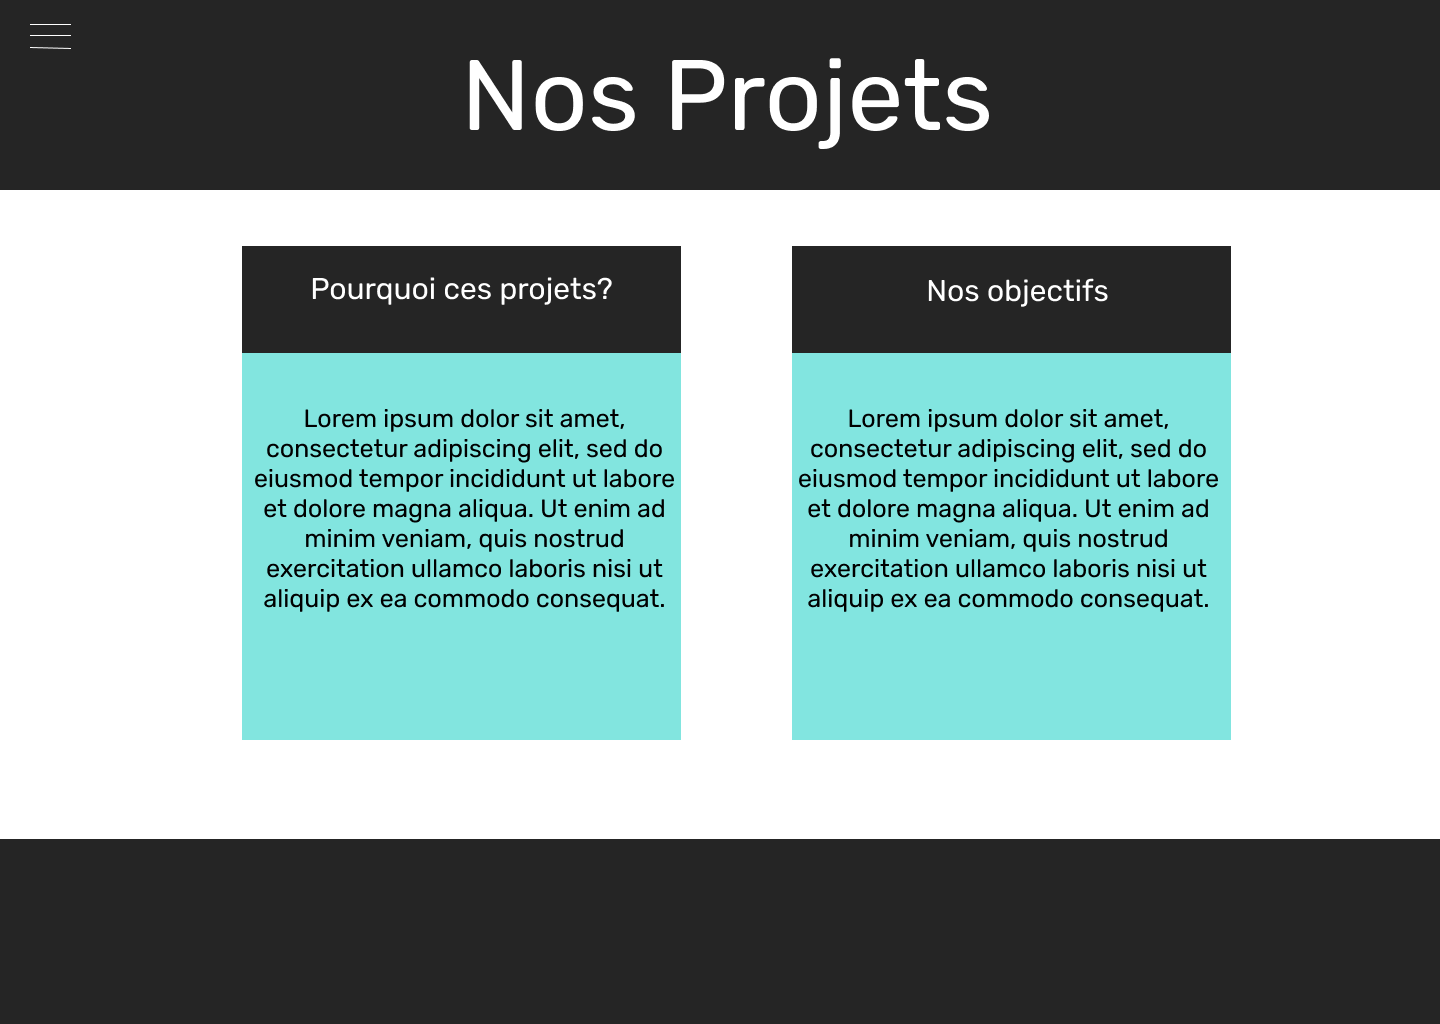 Nos Projets
Pourquoi ces projets?
Lorem ipsum dolor sit amet,
consectetur adipiscing elit, sed do
eiusmod tempor incididunt ut labore
et dolore magna aliqua. Ut enim ad
minim veniam, quis nostrud
exercitation ullamco laboris nisi ut
aliquip ex ea commodo consequat.
Nos objectifs
Lorem ipsum dolor sit amet,
consectetur adipiscing elit, sed do
eiusmod tempor incididunt ut labore
et dolore magna aliqua. Ut enim ad
minim veniam, quis nostrud
exercitation ullamco laboris nisi ut
aliquip ex ea commodo consequat.